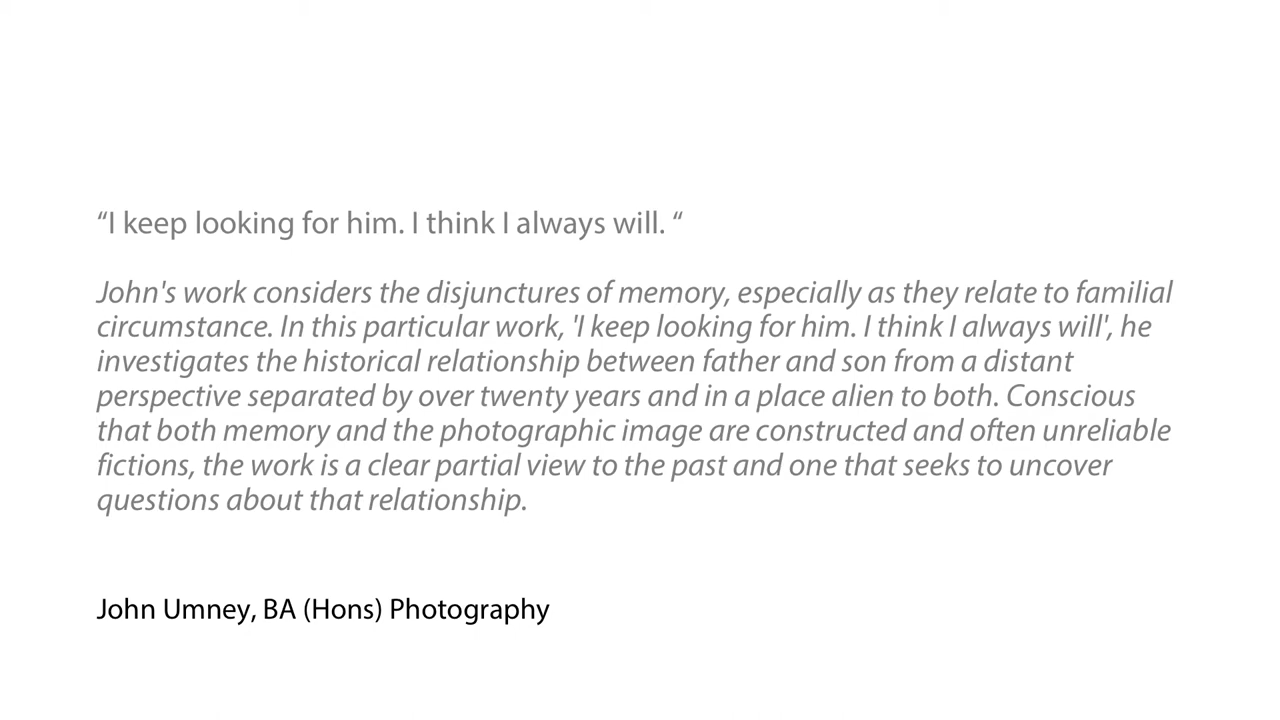 “I keep looking for him. I think I always will. “
John's work considers the disjunctures of memory, especially as they relate to familial
circumstance. In this particular work, 'I keep looking for him. I think I always will', he
investigates the historical relationship between father and son from a distant
perspective separated by over twenty years and in a place alien to both. Conscious
that both memory and the photographic image are constructed and often unreliable
fictions, the work is a clear partial view to the past and one that seeks to uncover
questions about that relationship.
John Umney, BA (Hons) Photography